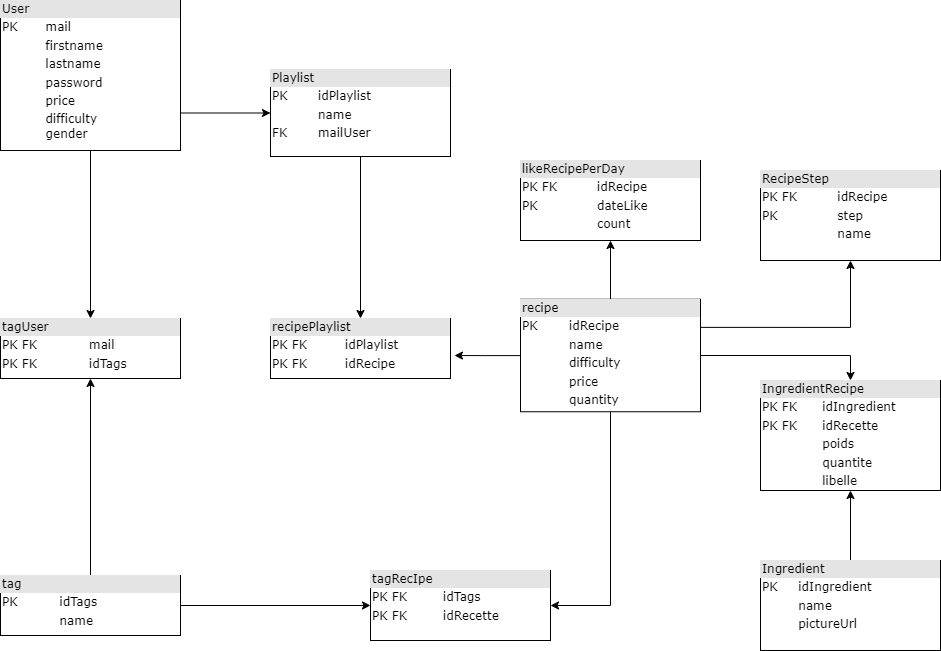 User
PK mail
firstname
lastname
password
price
difficulty
gender
Playlist
PK idPlaylist
name
FK mailUser
likeRecipePerDay
PK FK idRecipe
PK dateLike
count
RecipeStep
PK FK idRecipe
PK step
name
tagUser
PK FK mail
PK FK idTags
recipePlaylist
PK FK idPlaylist
PK FK idRecipe
recipe
PK idRecipe
name
difficulty
price
quantity
IngredientRecipe
PK FK idIngredient
PK FK idRecette
poids
quantite
libelle
tag
PK idTags
name
tagRecIpe
PK FK idTags
PK FK idRecette
Ingredient
PK idIngredient
name
pictureUrl